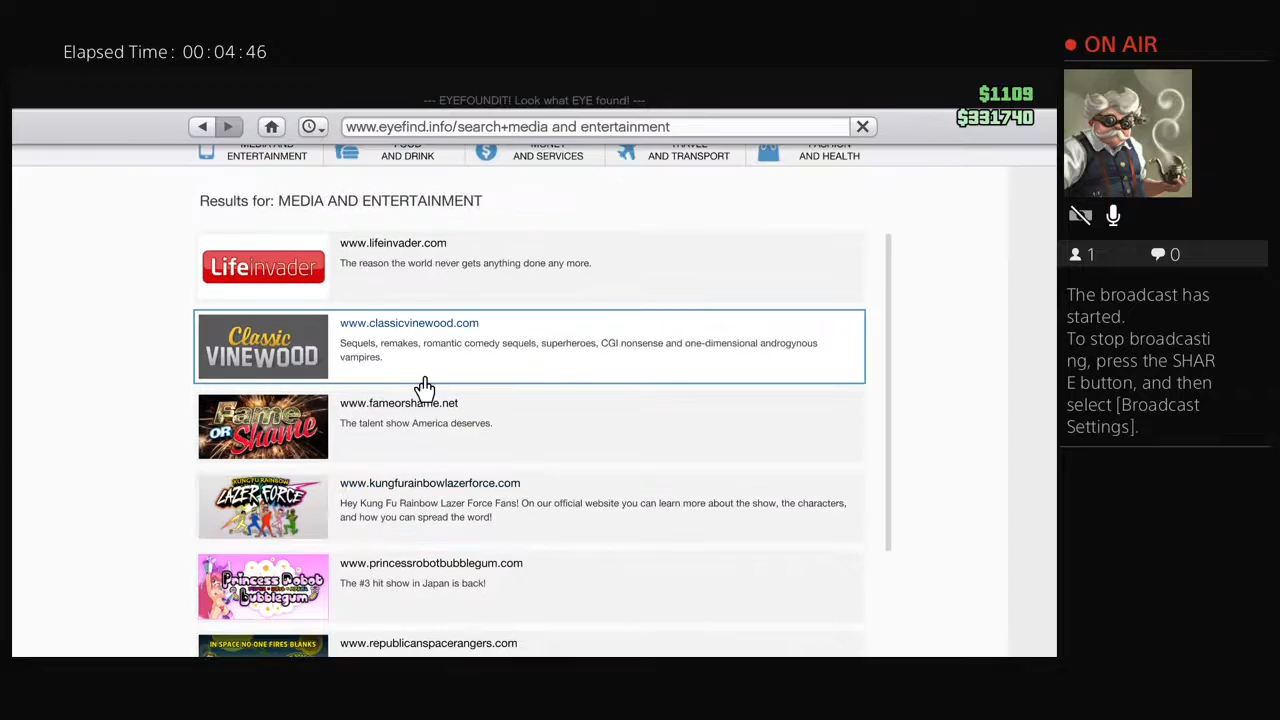 Elapsed Time: 00:04:46
ON AIR
--- EYEFOUNDIT! Look what EYE found! ---
$1109
$331740
www.eyefind.info/search+media and entertainment
MEDIA AND
ENTERTAINMENT
FOOD
AND DRINK
MONEY
AND SERVICES
TRAVEL
AND TRANSPORT
FASHION
AND HEALTH
Results for: MEDIA AND ENTERTAINMENT
Lifeinvader
www.lifeinvader.com
The reason the world never gets anything done any more.
Classic
VINEWOOD
www.classicvinewood.com
Sequels, remakes, romantic comedy sequels, superheroes, CGI nonsense and one-dimensional androgynous
vampires.
Fame
OR Shame
www.fameorshame.net
The talent show America deserves.
KUNG FU RAINBOW
LAZER FORCE
www.kungfurainbowlazerforce.com
Hey Kung Fu Rainbow Lazer Force Fans! On our official website you can learn more about the show, the characters,
and how you can spread the word!
Princess Robot
Bubblegum
www.princessrobotbubblegum.com
The #3 hit show in Japan is back!
IN SPACE NO ONE FIRES BLANKS
www.republicanspacerangers.com
1
0
The broadcast has
started.
To stop broadcasti
ng, press the SHAR
E button, and then
select [Broadcast
Settings].